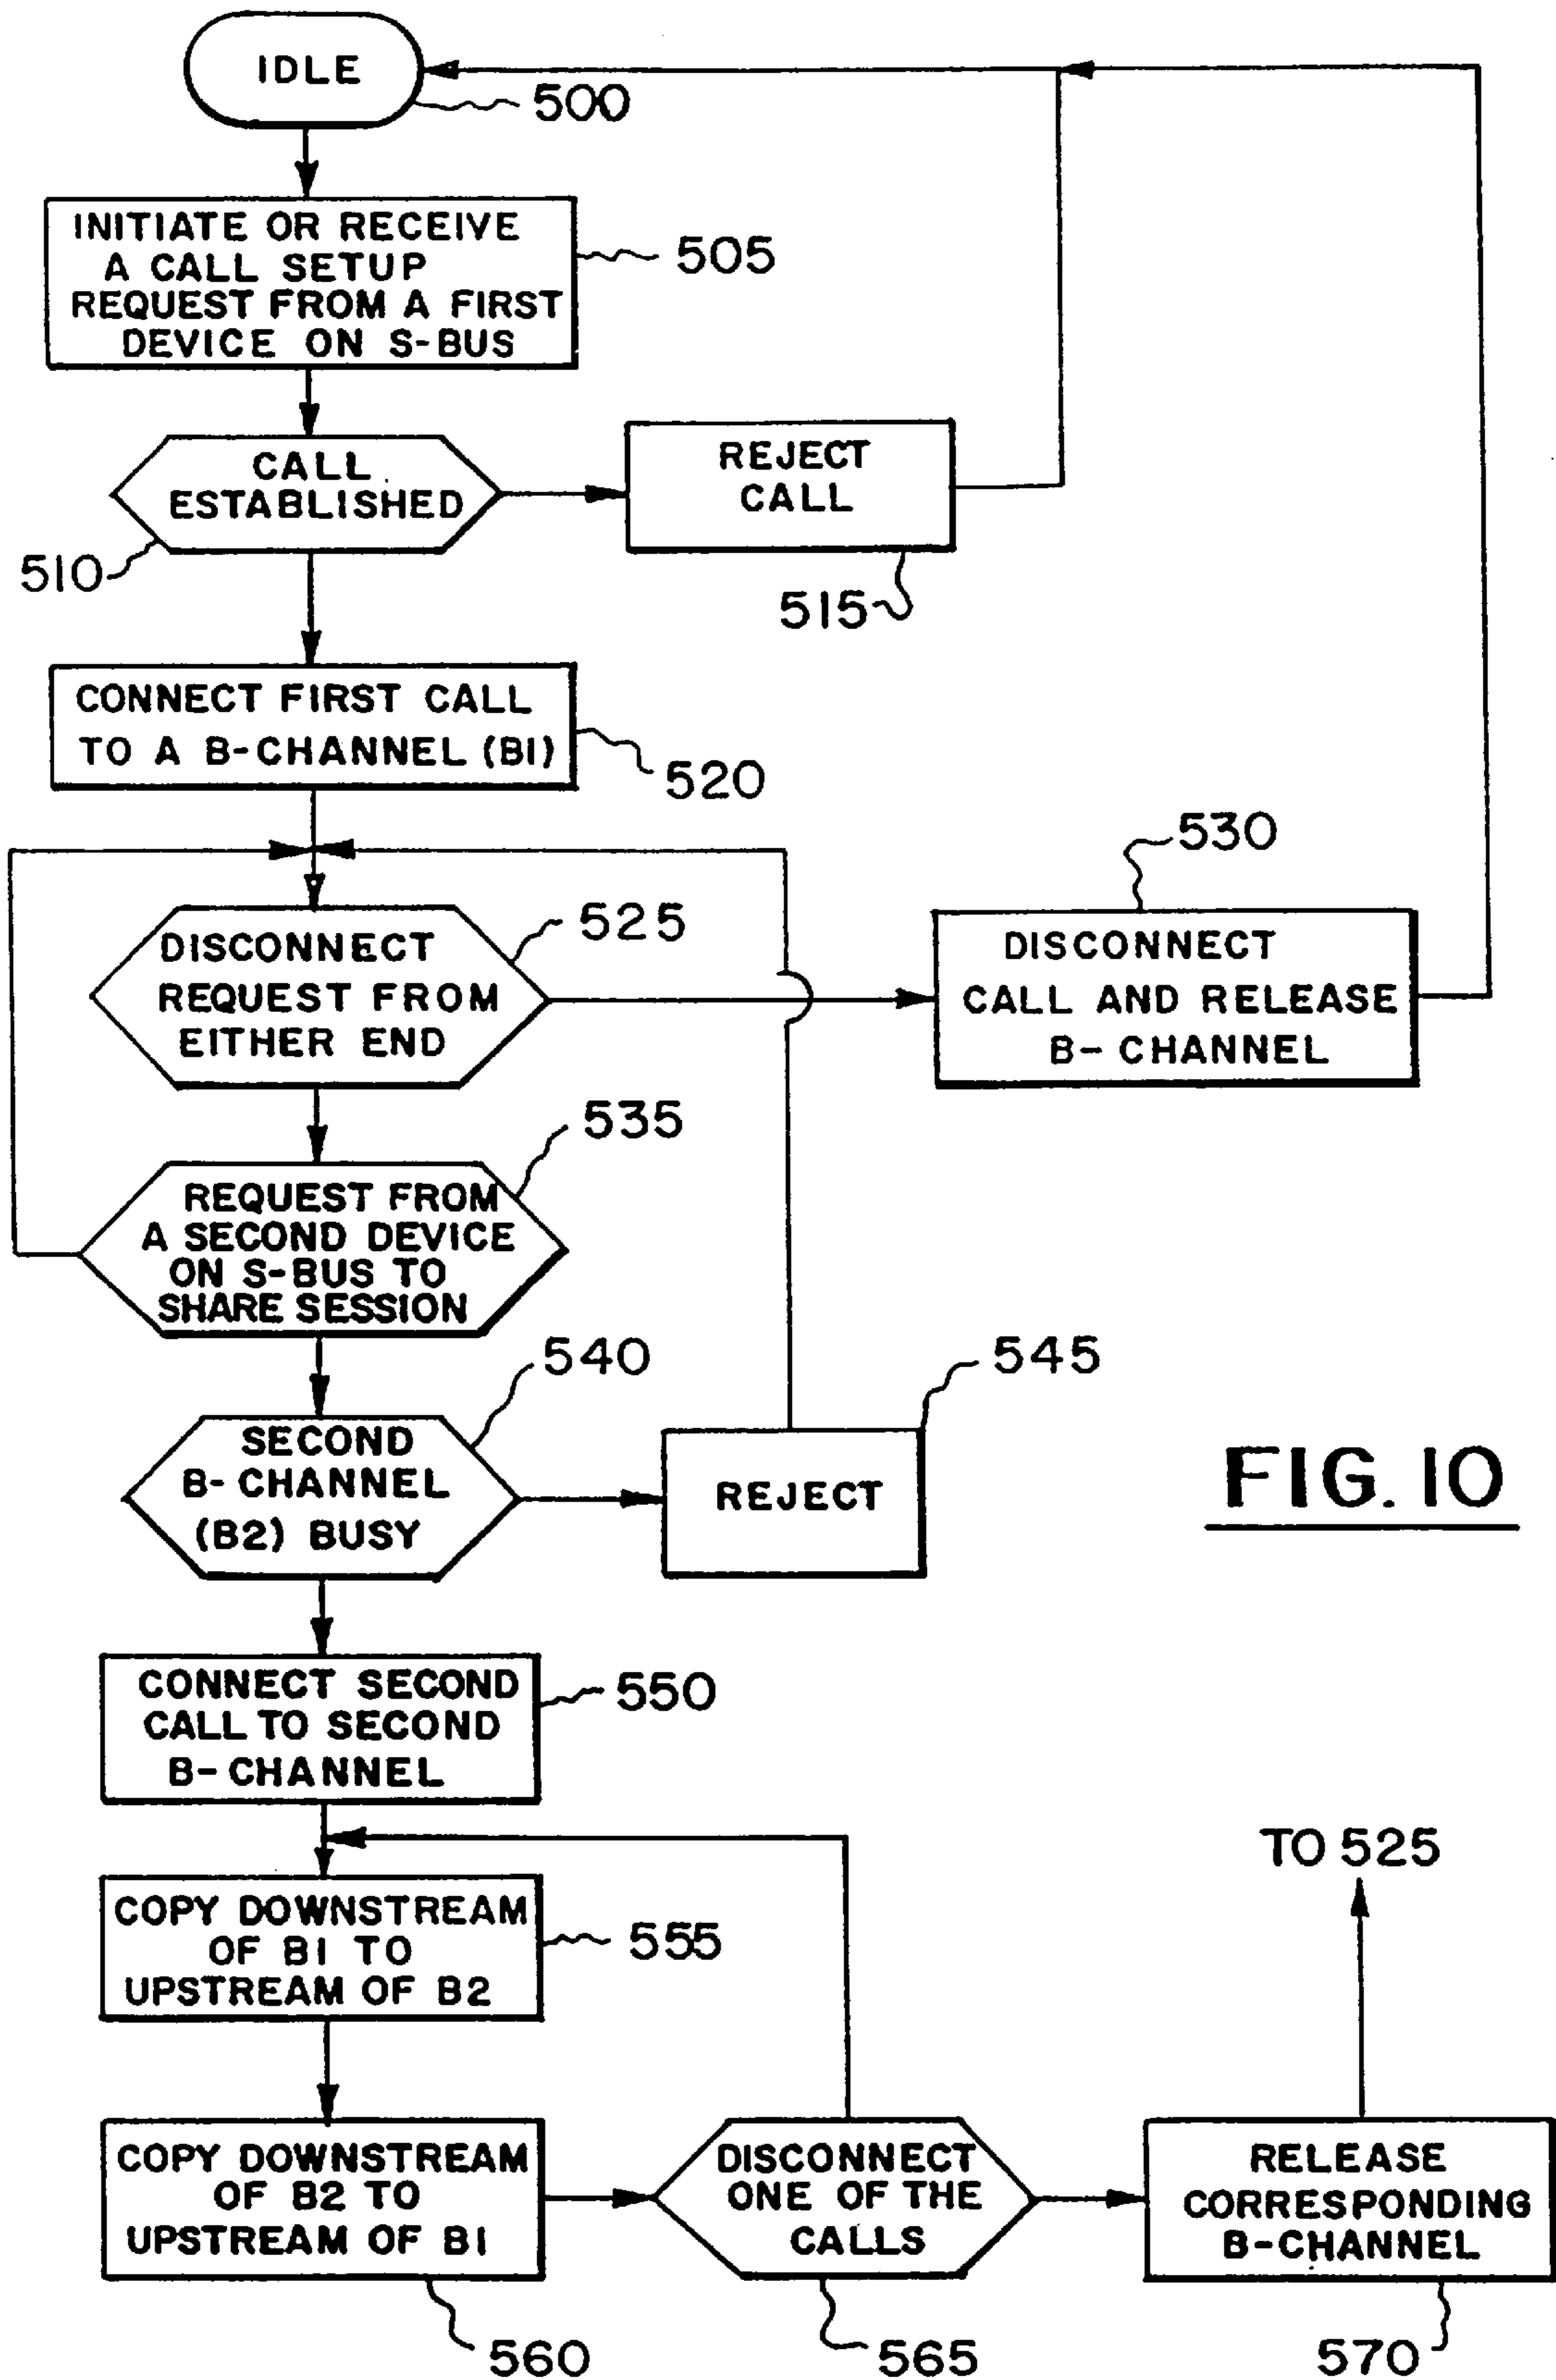 IDLE
500
INITIATE OR RECEIVE
A CALL SETUP
REQUEST FROM A FIRST
DEVICE ON S-BUS
505
CALL
ESTABLISHED
510
REJECT
CALL
515
CONNECT FIRST CALL
TO A B-CHANNEL (B1)
520
DISCONNECT
REQUEST FROM
EITHER END
525
530
DISCONNECT
CALL AND RELEASE
B-CHANNEL
535
REQUEST FROM
A SECOND DEVICE
ON S-BUS TO
SHARE SESSION
540
SECOND
B-CHANNEL
(B2) BUSY
545
REJECT
FIG. 10
CONNECT SECOND
CALL TO SECOND
B-CHANNEL
550
COPY DOWNSTREAM
OF B1 TO
UPSTREAM OF B2
555
TO 525
COPY DOWNSTREAM
OF B2 TO
UPSTREAM OF B1
560
DISCONNECT
ONE OF THE
CALLS
565
RELEASE
CORRESPONDING
B-CHANNEL
570